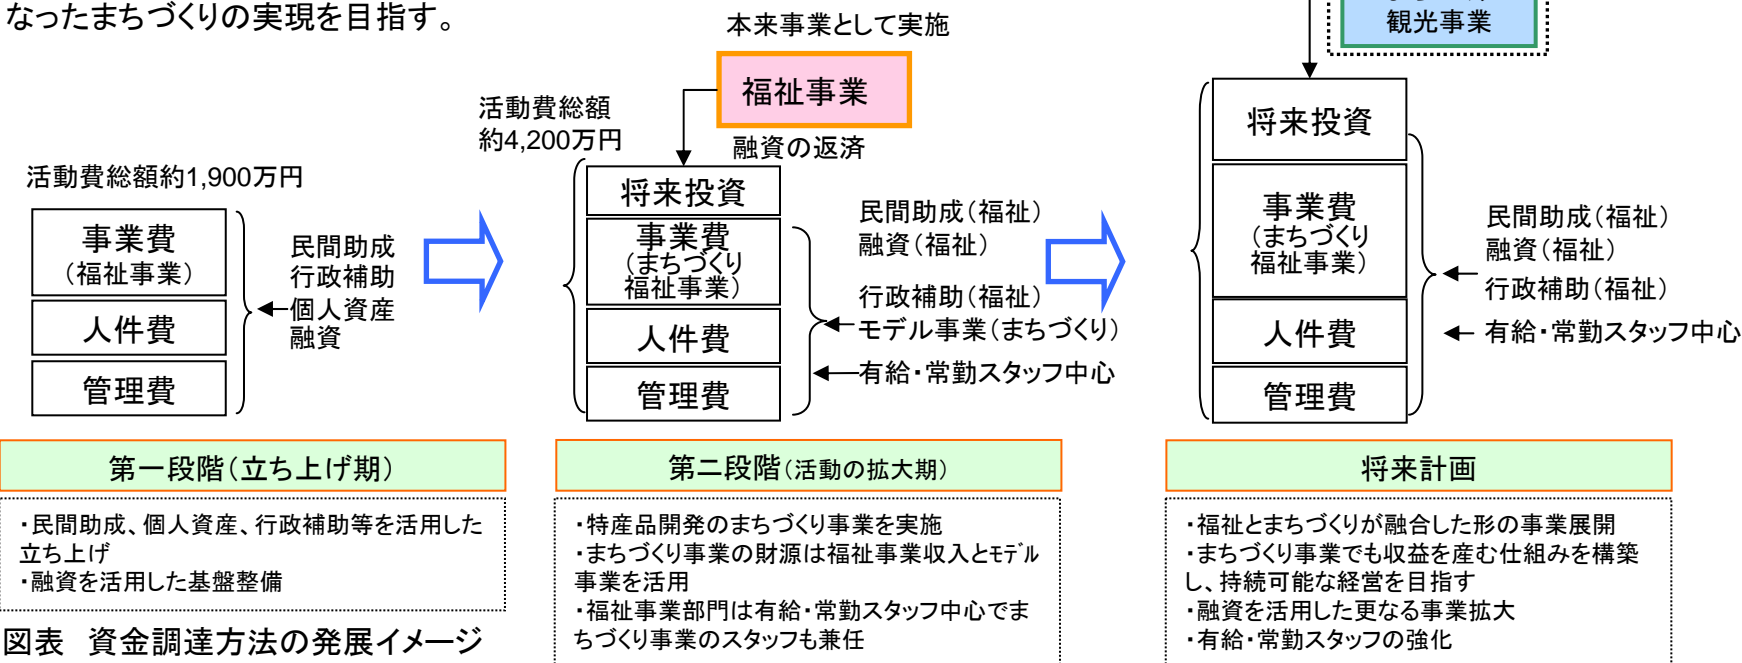 なったまちづくりの実現を目指す。
活動費総額約1,900万円
事業費
（福祉事業）
人件費
管理費
民間助成
行政補助
個人資産
融資
第一段階（立ち上げ期）
・民間助成、個人資産、行政補助等を活用した
立ち上げ
・融資を活用した基盤整備
本来事業として実施
福祉事業
融資の返済
活動費総額
約4,200万円
将来投資
事業費
（まちづくり
福祉事業）
人件費
管理費
民間助成（福祉）
融資（福祉）
行政補助（福祉）
モデル事業（まちづくり）
有給・常勤スタッフ中心
第二段階（活動の拡大期）
・特産品開発のまちづくり事業を実施
・まちづくり事業の財源は福祉事業収入とﾓﾃﾞﾙ
事業を活用
・福祉事業部門は有給・常勤スタッフ中心でま
ちづくり事業のスタッフも兼任
観光事業
将来投資
事業費
（まちづくり
福祉事業）
人件費
管理費
民間助成（福祉）
融資（福祉）
行政補助（福祉）
有給・常勤スタッフ中心
将来計画
・福祉とまちづくりが融合した形の事業展開
・まちづくり事業でも収益を産む仕組みを構築
し、持続可能な経営を目指す
・融資を活用した更なる事業拡大
・有給・常勤スタッフの強化
図表　資金調達方法の発展イメージ